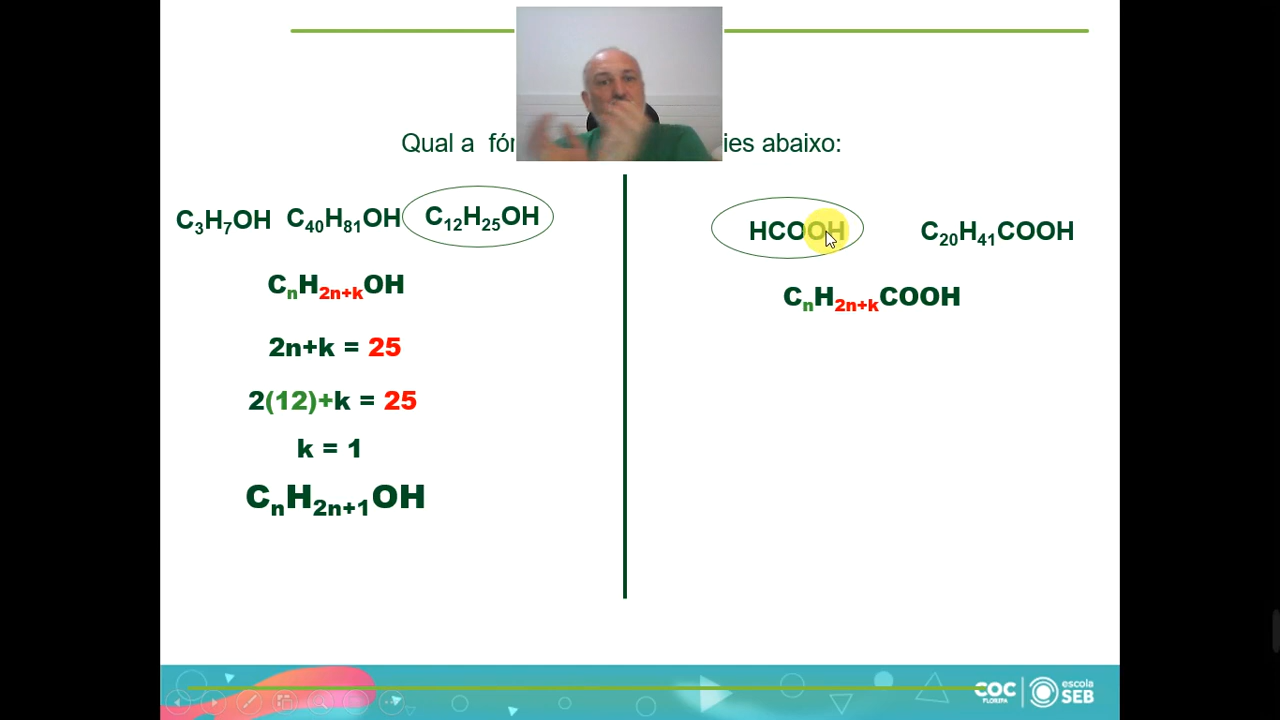 Qual a ies abaixo:
C₃H₇OH C₄₀H₈₁OH C₁₂H₂₅OH
CₙH₂ₙ₊ₖOH
2n+k = 25
2(12)+k = 25
k = 1
CₙH₂ₙ₊₁OH
HCOOH C₂₀H₄₁COOH
CₙH₂ₙ₊ₖCOOH
COC FLORIPA escola SEB